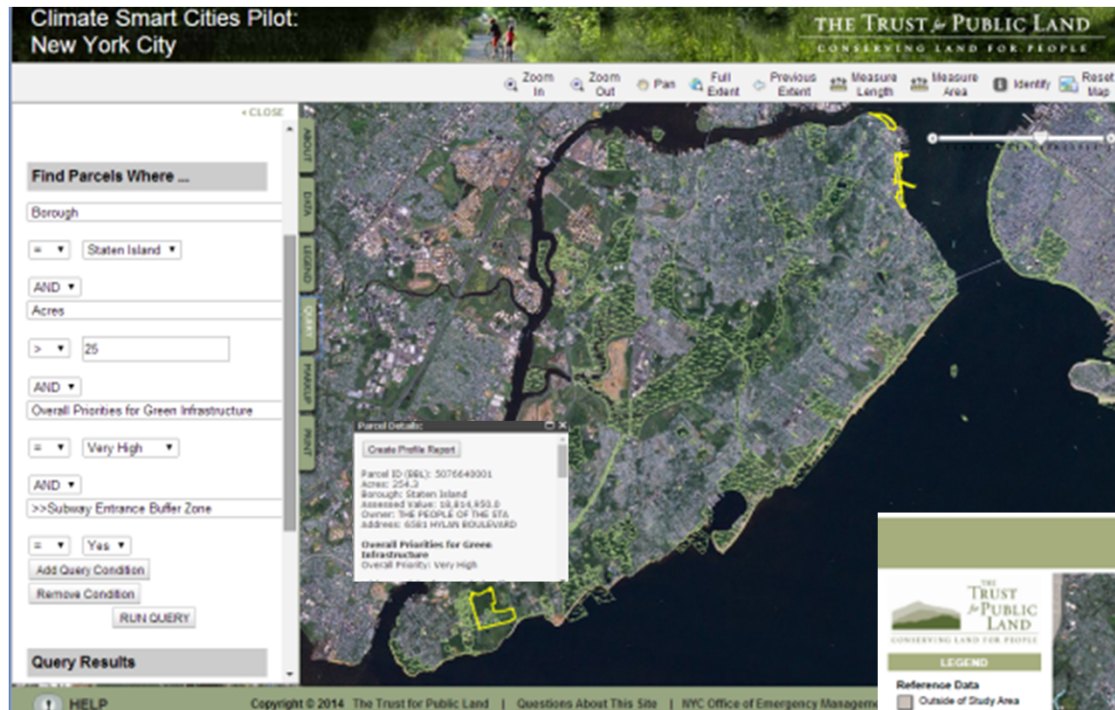 Climate Smart Cities Pilot:
New York City
THE TRUST for PUBLIC LAND
CONSERVING LAND FOR PEOPLE
Zoom In
Zoom Out
Pan
Full Extent
Previous Extent
Measure Length
Measure Area
Identify
Reset Map
< CLOSE
ABOUT
DATA
LEGEND
QUERY
MARKUP
PRINT
Find Parcels Where ...
Borough
= Staten Island
AND
Acres
> 25
AND
Overall Priorities for Green Infrastructure
= Very High
AND
>>Subway Entrance Buffer Zone
= Yes
Add Query Condition
Remove Condition
RUN QUERY
Query Results
Parcel Details:
Create Profile Report
Parcel ID (BBL): 5076640001
Acres: 254.3
Borough: Staten Island
Assessed Value: 18,814,950.0
Owner: THE PEOPLE OF THE STA
Address: 6581 HYLAN BOULEVARD
Overall Priorities for Green
Infrastructure
Overall Priority: Very High
THE
TRUST
for PUBLIC
LAND
CONSERVING LAND FOR PEOPLE
LEGEND
Reference Data
Outside of Study Area
HELP
Copyright © 2014 The Trust for Public Land | Questions About This Site | NYC Office of Emergency Manageme